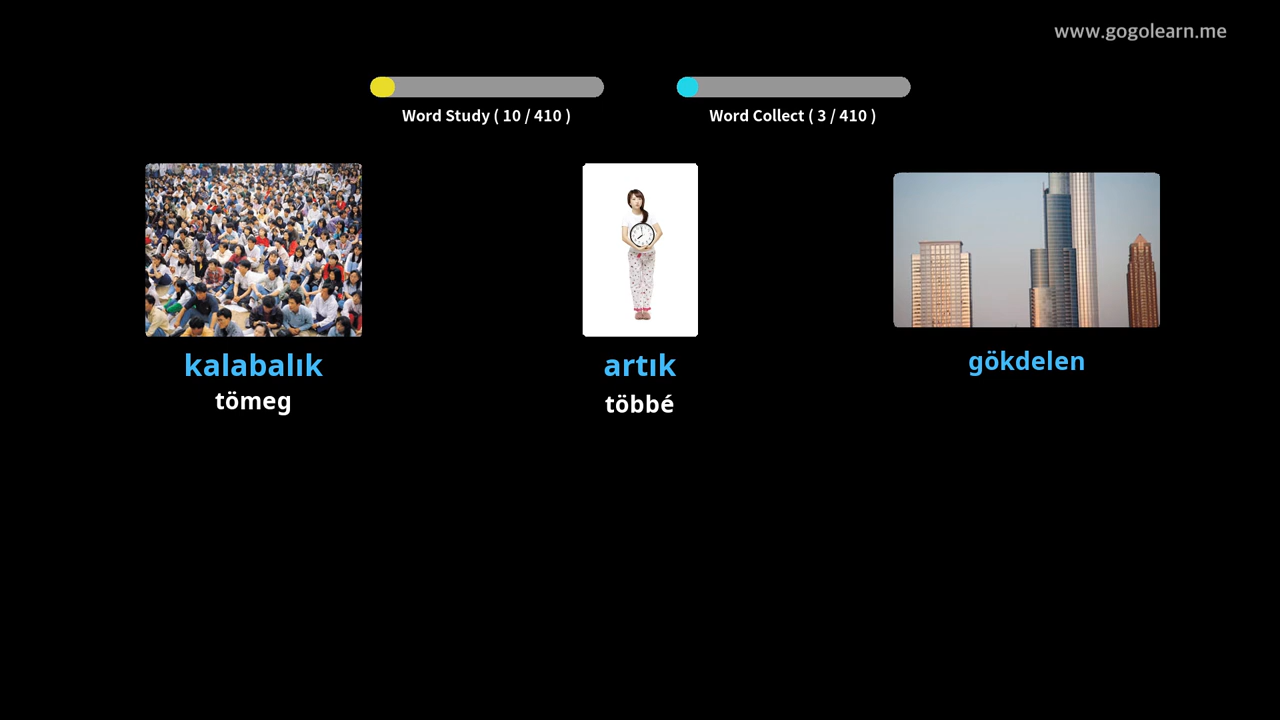 www.gogolearn.me
Word Study ( 10 / 410 )
Word Collect ( 3 / 410 )
kalabalık
tömeg
artık
többé
gökdelen